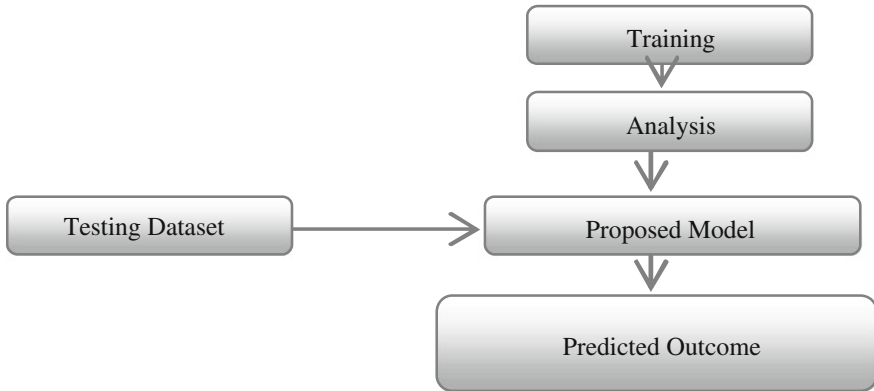 Training
Analysis
Testing Dataset
Proposed Model
Predicted Outcome